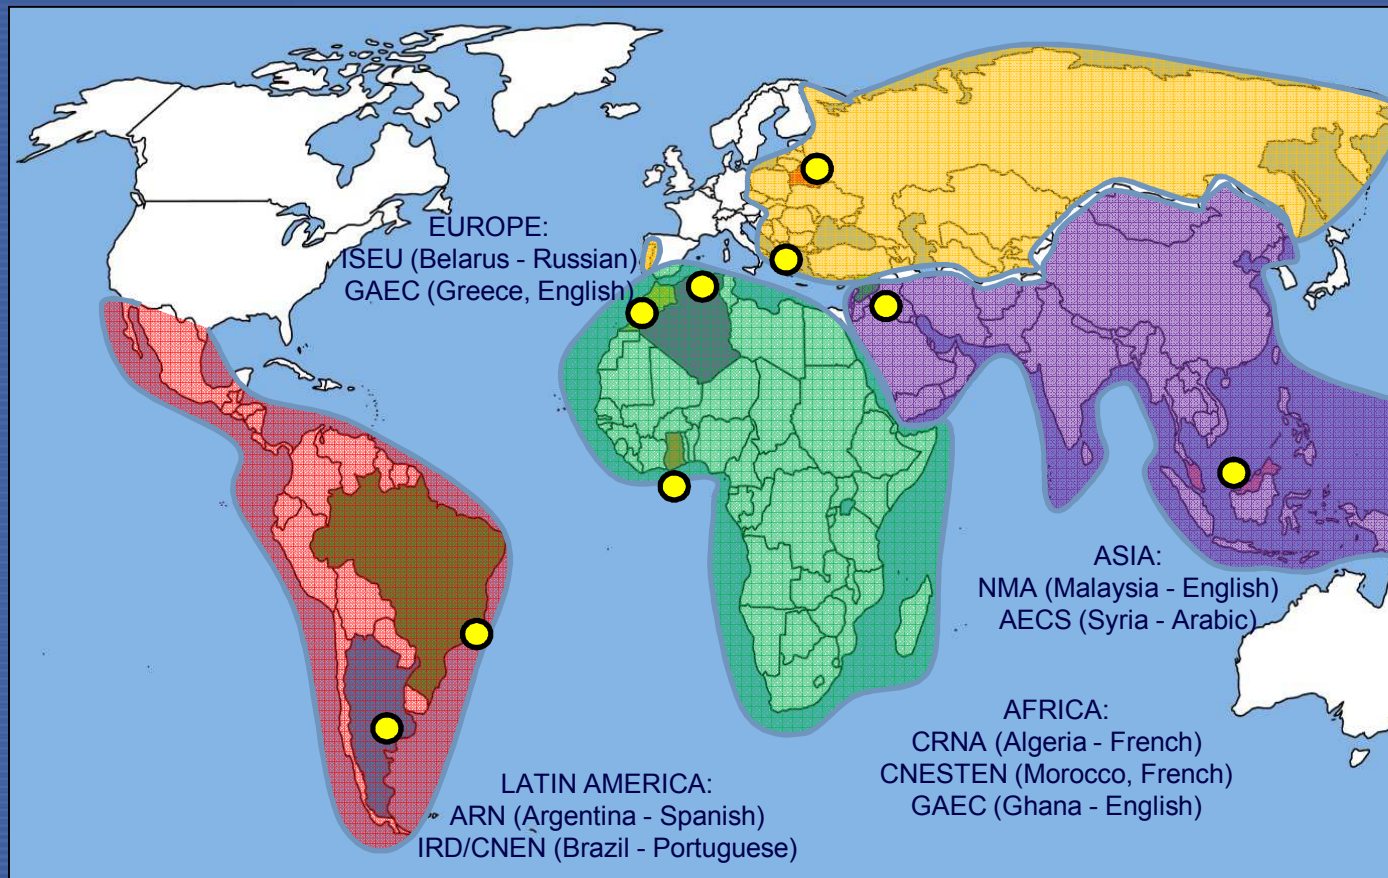 EUROPE:
ISEU (Belarus - Russian)
GAEC (Greece, English)
ASIA:
NMA (Malaysia - English)
AECS (Syria - Arabic)
AFRICA:
CRNA (Algeria - French)
CNESTEN (Morocco, French)
GAEC (Ghana - English)
LATIN AMERICA:
ARN (Argentina - Spanish)
IRD/CNEN (Brazil - Portuguese)